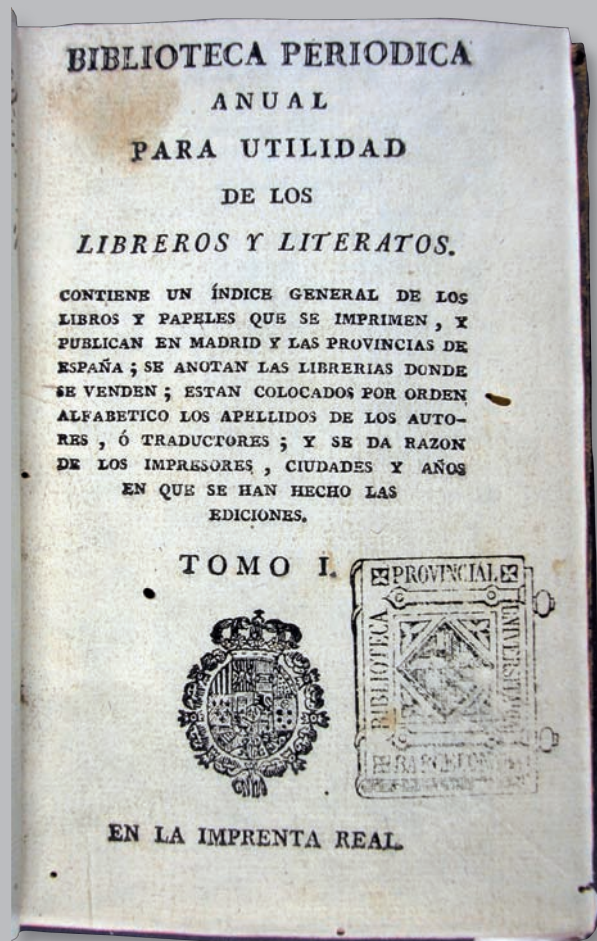 BIBLIOTECA PERIODICA
ANUAL
PARA UTILIDAD
DE LOS
LIBREROS Y LITERATOS.
CONTIENE UN ÍNDICE GENERAL DE LOS
LIBROS Y PAPELES QUE SE IMPRIMEN, Y
PUBLICAN EN MADRID Y LAS PROVINCIAS DE
ESPAÑA; SE ANOTAN LAS LIBRERIAS DONDE
SE VENDEN; ESTAN COLOCADOS POR ORDEN
ALFABETICO LOS APELLIDOS DE LOS AUTO-
RES, Ó TRADUCTORES; Y SE DA RAZON
DE LOS IMPRESORES, CIUDADES Y AÑOS
EN QUE SE HAN HECHO LAS
EDICIONES.
TOMO I.
BIBLIOTECA
PROVINCIAL
EN LA IMPRENTA REAL.